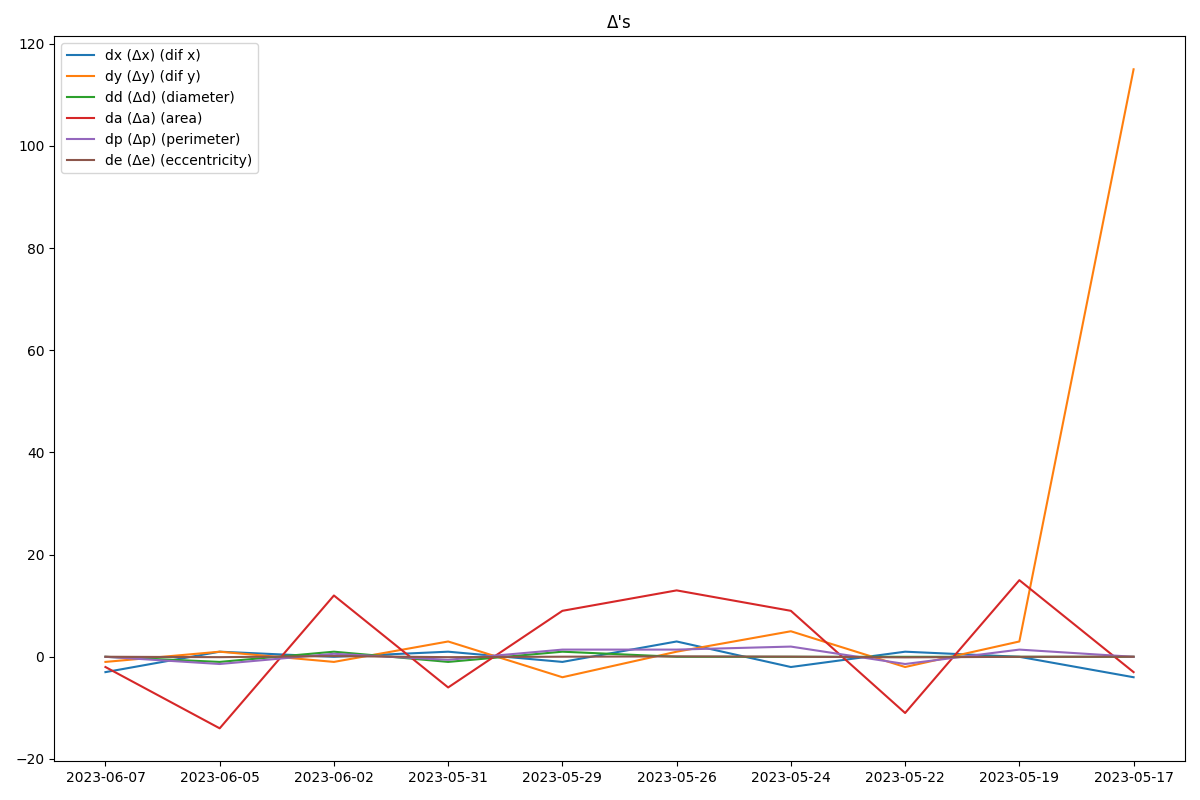 Δ's
dx (Δx) (dif x)
dy (Δy) (dif y)
dd (Δd) (diameter)
da (Δa) (area)
dp (Δp) (perimeter)
de (Δe) (eccentricity)
120
100
80
60
40
20
0
−20
2023-06-07 2023-06-05 2023-06-02 2023-05-31 2023-05-29 2023-05-26 2023-05-24 2023-05-22 2023-05-19 2023-05-17